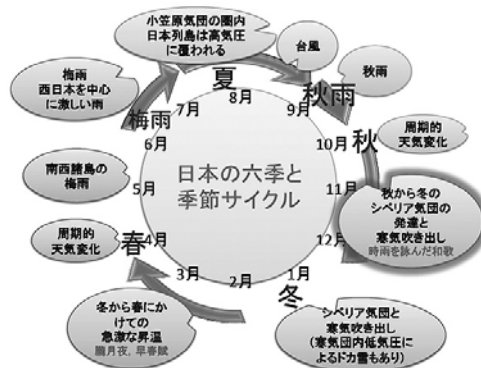 小笠原気団の圏内
日本列島は高気圧
に覆われる
台風
秋雨
梅雨
西日本を中心
に激しい雨
夏
秋雨
梅雨
7月
8月
9月
6月
10月
秋
周期的
天気変化
南西諸島の
梅雨
5月
日本の六季と
季節サイクル
11月
秋から冬の
シベリア気団の
発達と
寒気吹き出し
時雨を詠んだ和歌
周期的
天気変化
春
4月
12月
3月
2月
1月
冬
冬から春にか
けての
急激な昇温
朧月夜，早春賦
シベリア気団と
寒気吹き出し
(寒気団内低気圧に
よるドカ雪もあり)